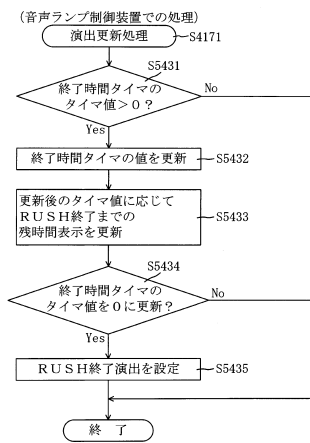 （音声ランプ制御装置での処理）
演出更新処理
S4171
S5431
終了時間タイマの
タイマ値＞０？
No
Yes
終了時間タイマの値を更新
S5432
更新後のタイマ値に応じて
ＲＵＳＨ終了までの
残時間表示を更新
S5433
S5434
終了時間タイマの
タイマ値を０に更新？
No
Yes
ＲＵＳＨ終了演出を設定
S5435
終　了